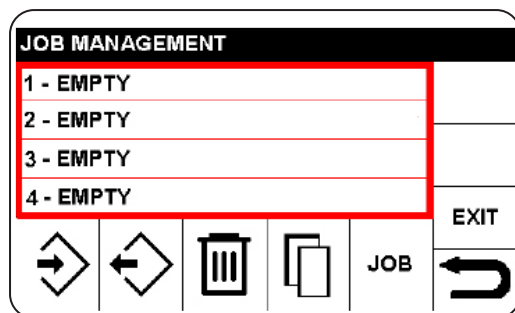 JOB MANAGEMENT
1 - EMPTY
2 - EMPTY
3 - EMPTY
4 - EMPTY
EXIT
JOB